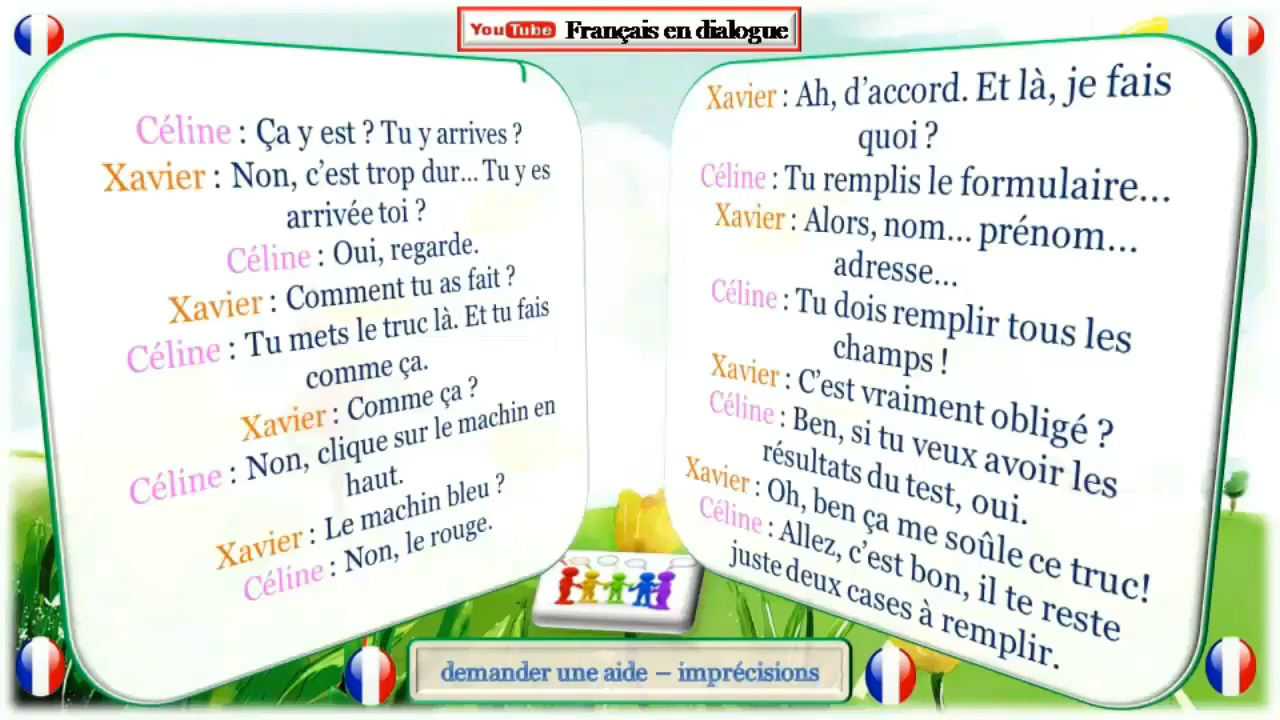 YouTube Français en dialogue
Céline : Ça y est ? Tu y arrives ?
Xavier : Non, c’est trop dur... Tu y es
arrivée toi ?
Céline : Oui, regarde.
Xavier : Comment tu as fait ?
Céline : Tu mets le truc là. Et tu fais
comme ça.
Xavier : Comme ça ?
Céline : Non, clique sur le machin en
haut.
Xavier : Le machin bleu ?
Céline : Non, le rouge.
Xavier : Ah, d’accord. Et là, je fais
quoi ?
Céline : Tu remplis le formulaire...
Xavier : Alors, nom... prénom...
adresse...
Céline : Tu dois remplir tous les
champs !
Xavier : C’est vraiment obligé ?
Céline : Ben, si tu veux avoir les
résultats du test, oui.
Xavier : Oh, ben ça me soûle ce truc!
Céline : Allez, c’est bon, il te reste
juste deux cases à remplir.
demander une aide – imprécisions